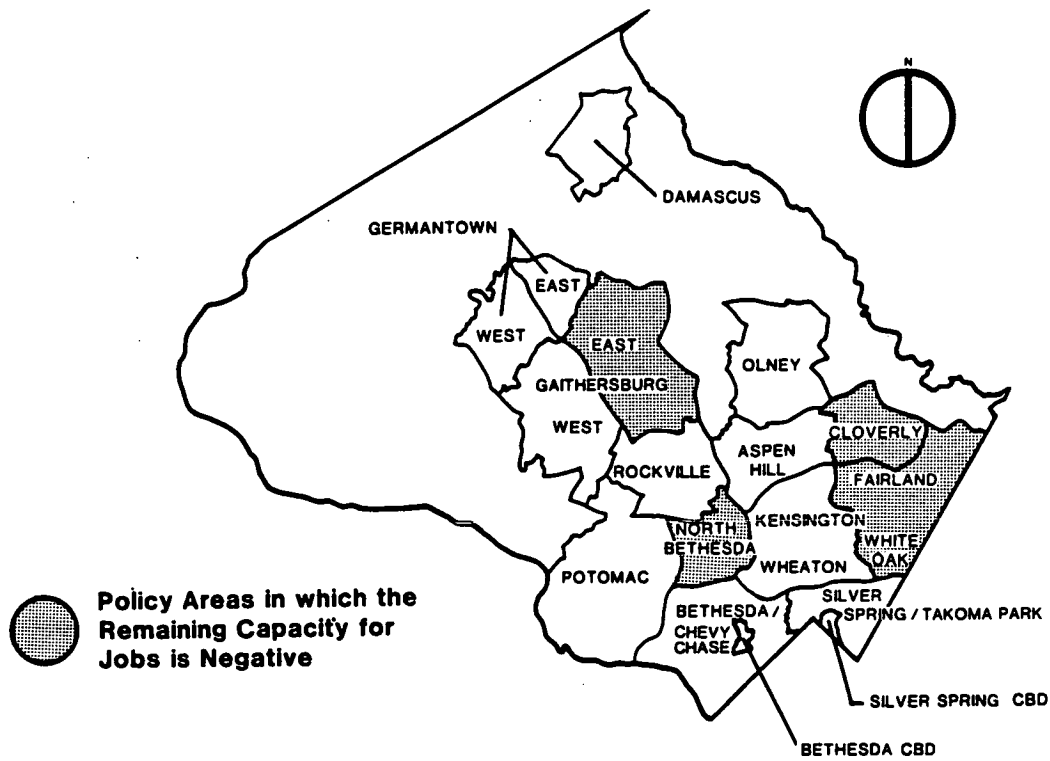 N
DAMASCUS
GERMANTOWN
EAST
WEST
EAST
GAITHERSBURG
WEST
OLNEY
CLOVERLY
ASPEN
HILL
ROCKVILLE
FAIRLAND
KENSINGTON
NORTH
BETHESDA
WHITE
OAK
WHEATON
POTOMAC
SILVER
SPRING / TAKOMA PARK
BETHESDA /
CHEVY
CHASE
SILVER SPRING CBD
BETHESDA CBD
Policy Areas in which the
Remaining Capacity for
Jobs is Negative